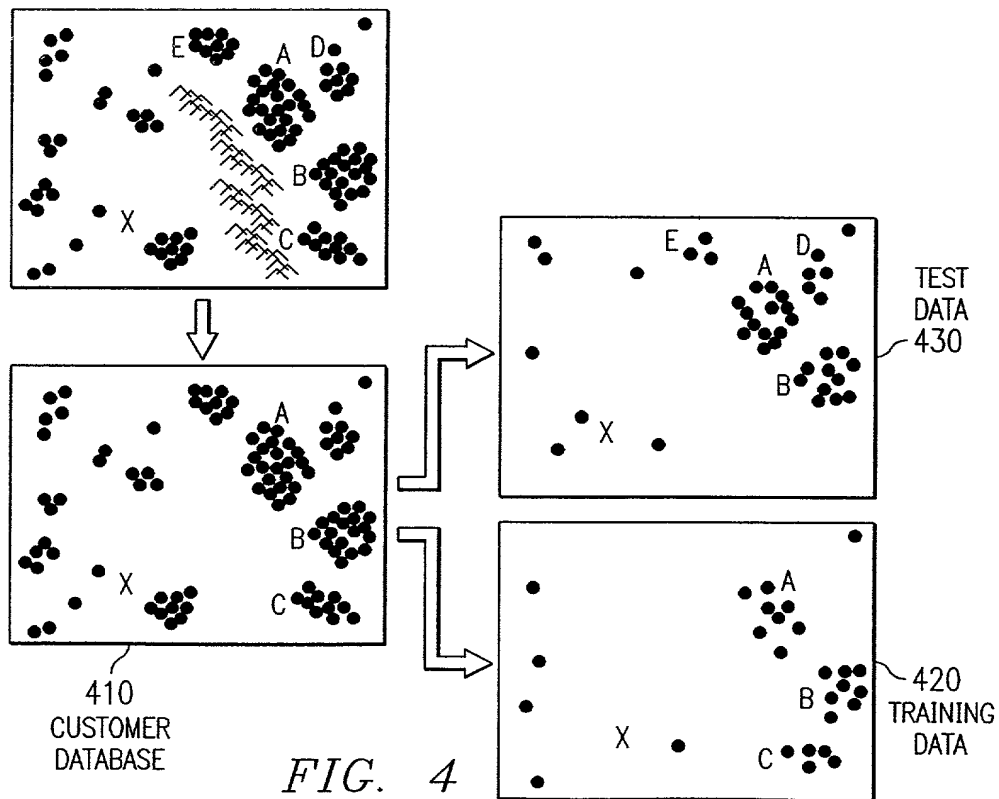 E
A
D
B
X
C
A
B
X
C
410
CUSTOMER
DATABASE
E
D
A
B
X
TEST
DATA
430
A
B
X
C
420
TRAINING
DATA
FIG. 4